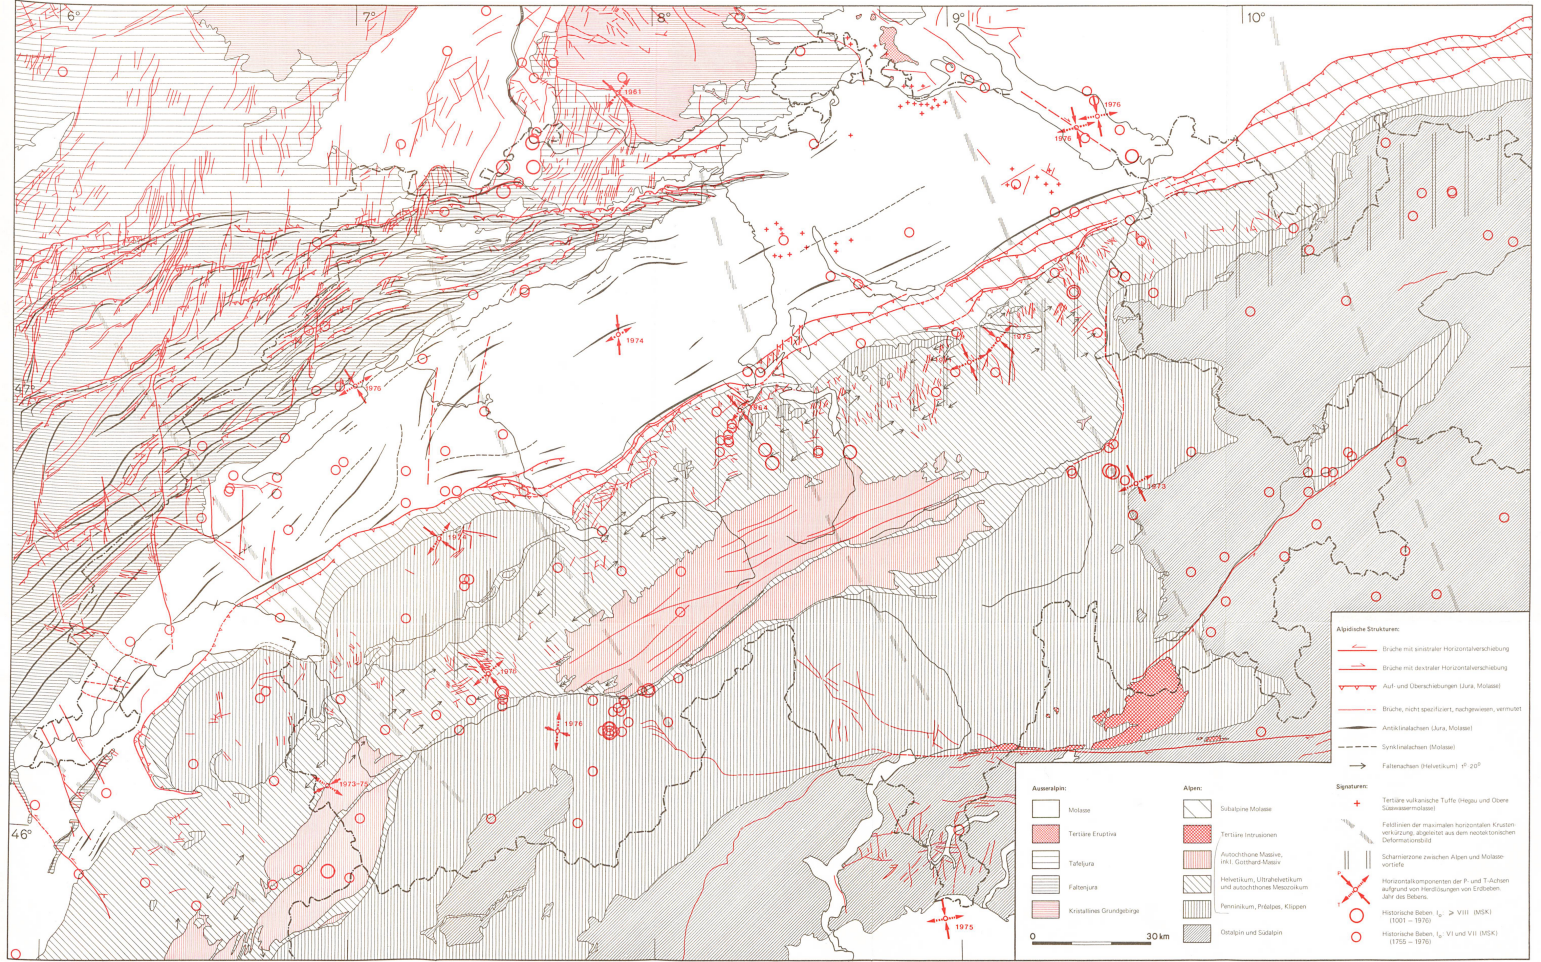 6°
7°
8°
9°
10°
1961
1976
1976
1974
1975
47°
1976
1964
1973
1974
1976
1976
1973-75
46°
1975
Alpidische Strukturen:
Brüche mit sinistraler Horizontalverschiebung
Brüche mit dextraler Horizontalverschiebung
Auf- und Überschiebungen (Jura, Molasse)
Brüche, nicht spezifiziert, nachgewiesen, vermutet
Antiklinalachsen (Jura, Molasse)
Synklinalachsen (Molasse)
Faltenachsen (Helvetikum)
Signaturen:
Tertiäre vulkanische Tuffe (Hegau und Obere
Süsswassermolasse)
Feldlinien der maximalen horizontalen Krusten-
verkürzung, abgeleitet aus dem neotektonischen
Deformationsbild
Scharnierzone zwischen Alpen und Molasse-
vortiefe
P
T
Horizontalkomponenten der P- und T-Achsen
aufgrund von Herdlösungen von Erdbeben.
Jahr des Bebens.
Historische Beben, I₀ ⩾ VIII (MSK)
(1001 – 1976)
Historische Beben, I₀: VI und VII (MSK)
(1755 – 1976)
Ausseralpin:
Molasse
Tertiäre Eruptiva
Tafeljura
Faltenjura
Kristallines Grundgebirge
0 30 km
Alpen:
Subalpine Molasse
Tertiäre Intrusionen
Autochthone Massive,
inkl. Gotthard-Massiv
Helvetikum, Ultrahelvetikum
und autochthones Mesozoikum
Penninikum, Préalpes, Klippen
Ostalpin und Südalpin